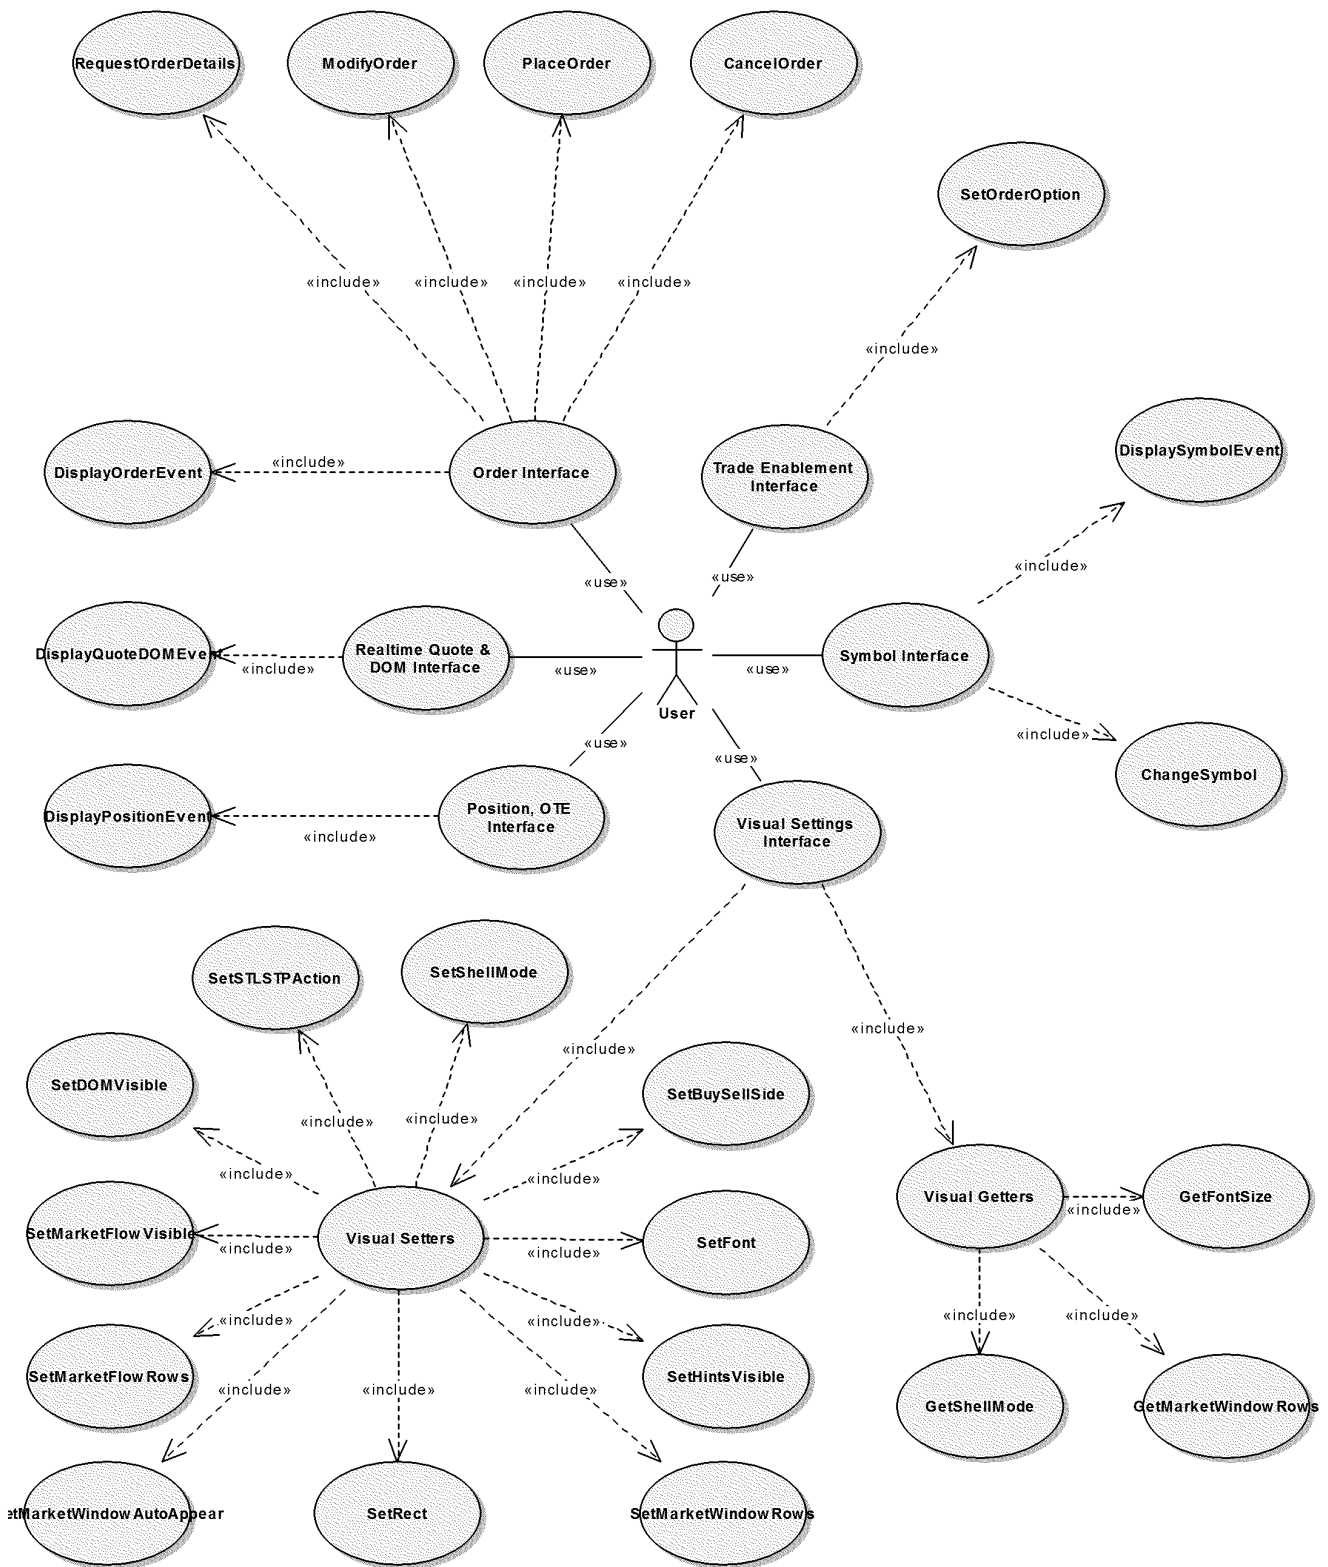 RequestOrderDetails
ModifyOrder
PlaceOrder
CancelOrder
SetOrderOption
«include»
«include»
«include»
«include»
«include»
DisplayOrderEvent
«include»
Order Interface
Trade Enablement
Interface
DisplaySymbolEvent
«include»
«use»
«use»
DisplayQuoteDOMEvent
«include»
Realtime Quote &
DOM Interface
«use»
User
«use»
Symbol Interface
«include»
ChangeSymbol
«use»
«use»
DisplayPositionEvent
«include»
Position, OTE
Interface
Visual Settings
Interface
SetSTLSTPAction
SetShellMode
«include»
«include»
SetDOMVisible
«include»
«include»
SetBuySellSide
«include»
«include»
SetMarketFlowVisible
«include»
Visual Setters
«include»
SetFont
Visual Getters
«include»
GetFontSize
«include»
«include»
«include»
«include»
SetMarketFlowRows
«include»
«include»
«include»
SetHintsVisible
GetShellMode
GetMarketWindowRows
etMarketWindowAutoAppear
SetRect
SetMarketWindowRows